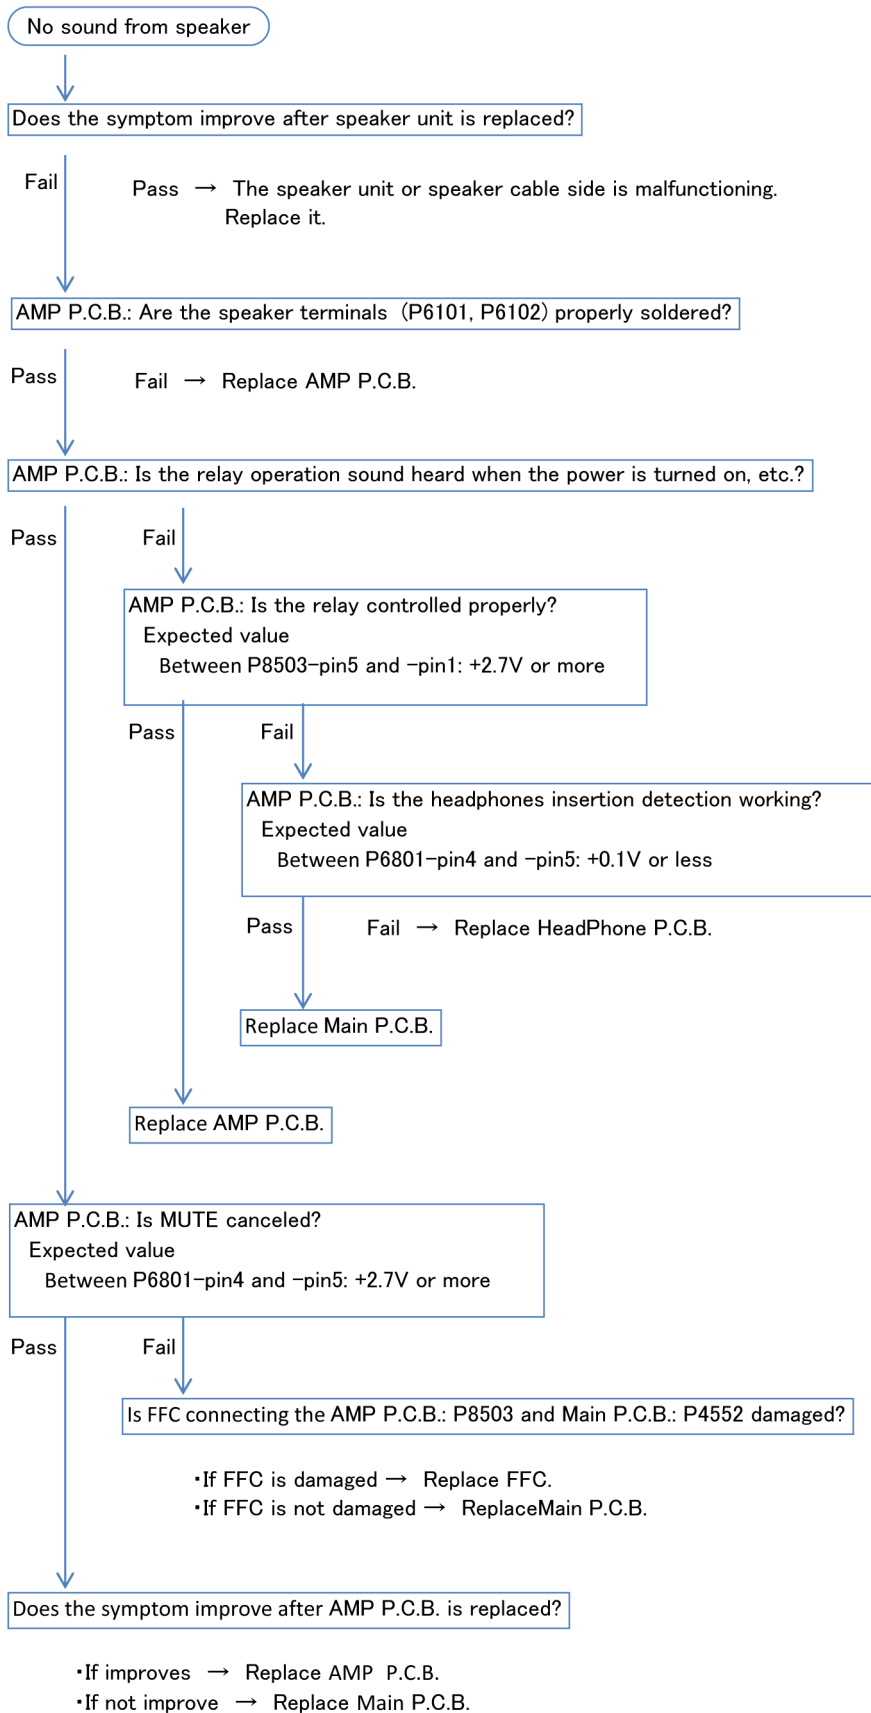 No sound from speaker
Does the symptom improve after speaker unit is replaced?
Fail
Pass → The speaker unit or speaker cable side is malfunctioning.
Replace it.
AMP P.C.B.: Are the speaker terminals (P6101, P6102) properly soldered?
Pass
Fail → Replace AMP P.C.B.
AMP P.C.B.: Is the relay operation sound heard when the power is turned on, etc.?
Pass
Fail
AMP P.C.B.: Is the relay controlled properly?
Expected value
Between P8503-pin5 and -pin1: +2.7V or more
Pass
Fail
AMP P.C.B.: Is the headphones insertion detection working?
Expected value
Between P6801-pin4 and -pin5: +0.1V or less
Pass
Fail → Replace HeadPhone P.C.B.
Replace Main P.C.B.
Replace AMP P.C.B.
AMP P.C.B.: Is MUTE canceled?
Expected value
Between P6801-pin4 and -pin5: +2.7V or more
Pass
Fail
Is FFC connecting the AMP P.C.B.: P8503 and Main P.C.B.: P4552 damaged?
・If FFC is damaged → Replace FFC.
・If FFC is not damaged → ReplaceMain P.C.B.
Does the symptom improve after AMP P.C.B. is replaced?
・If improves → Replace AMP P.C.B.
・If not improve → Replace Main P.C.B.